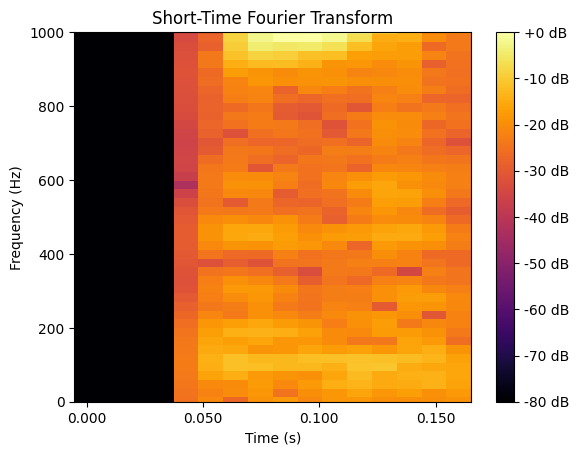 Short-Time Fourier Transform
Frequency (Hz)
1000
800
600
400
200
0
0.000 0.050 0.100 0.150
Time (s)
+0 dB
-10 dB
-20 dB
-30 dB
-40 dB
-50 dB
-60 dB
-70 dB
-80 dB